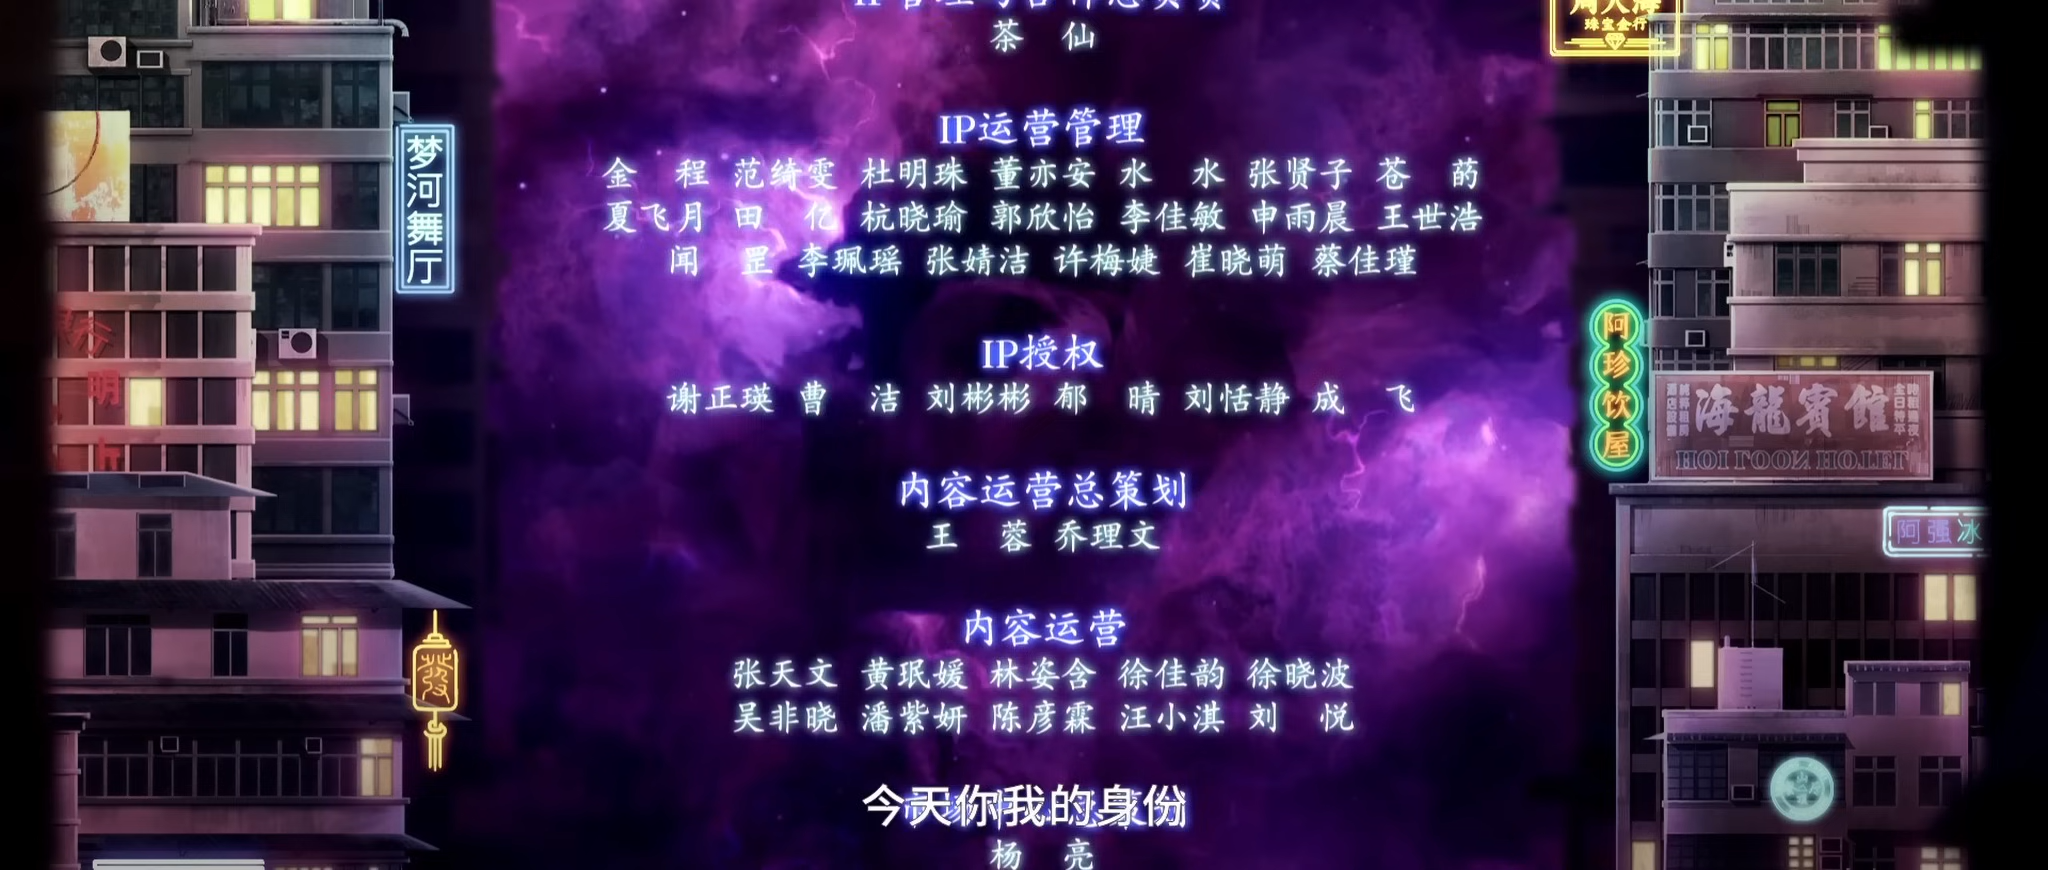 茶 仙
IP运营管理
金 程 范绮雯 杜明珠 董亦安 水 水 张贤子 苍 菂
夏飞月 田 亿 杭晓瑜 郭欣怡 李佳敏 申雨晨 王世浩
闻 罡 李珮瑶 张婧洁 许梅婕 崔晓萌 蔡佳瑾
IP授权
谢正瑛 曹 洁 刘彬彬 郁 晴 刘恬静 成 飞
内容运营总策划
王 蓉 乔理文
内容运营
张天文 黄珉媛 林姿含 徐佳韵 徐晓波
吴非晓 潘紫妍 陈彦霖 汪小淇 刘 悦
今天你我的身份
杨 亮
梦河舞厅
珠宝金行
阿珍饮屋
海龍賓館
HOI LOON HOTEL
阿强冰